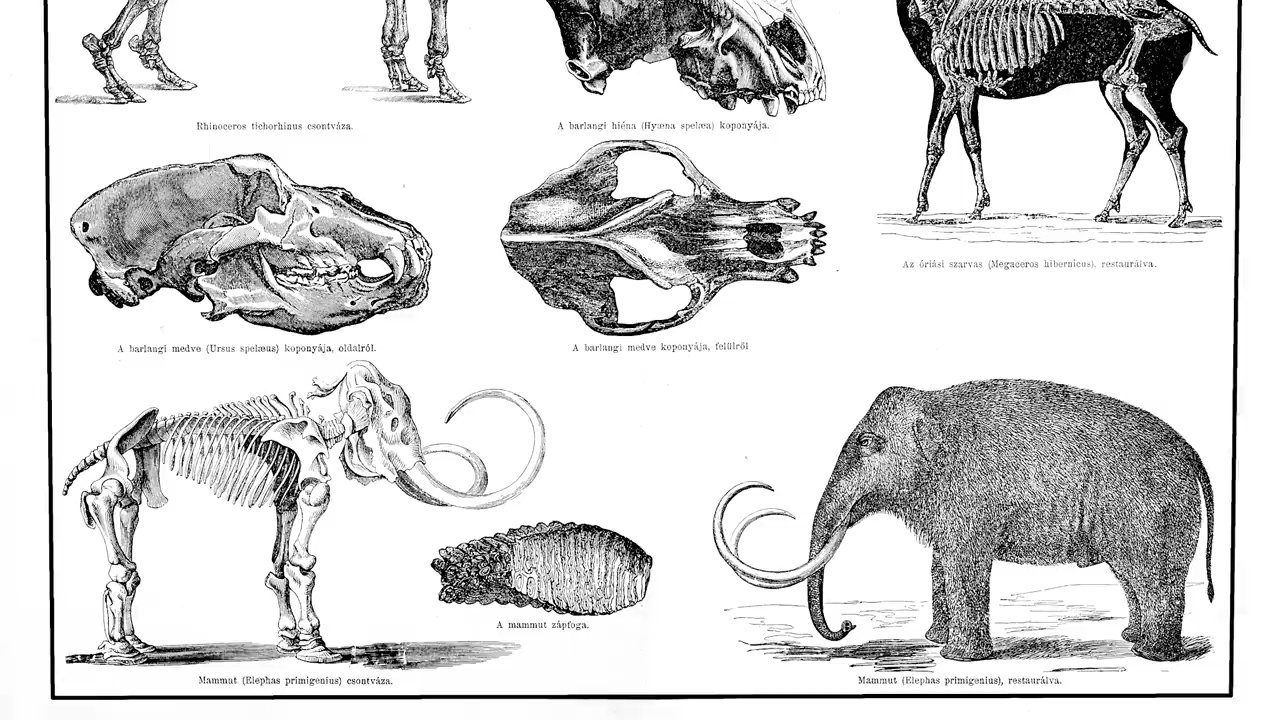 Rhinoceros tichorhinus csontváza.
A barlangi hiéna (Hyæna spelæa) koponyája.
Az óriási szarvas (Megaceros hibernicus), restaurálva.
A barlangi medve (Ursus spelæus) koponyája, oldalról.
A barlangi medve koponyája, felülről
A mammut zápfoga.
Mammut (Elephas primigenius) csontváza.
Mammut (Elephas primigenius), restaurálva.